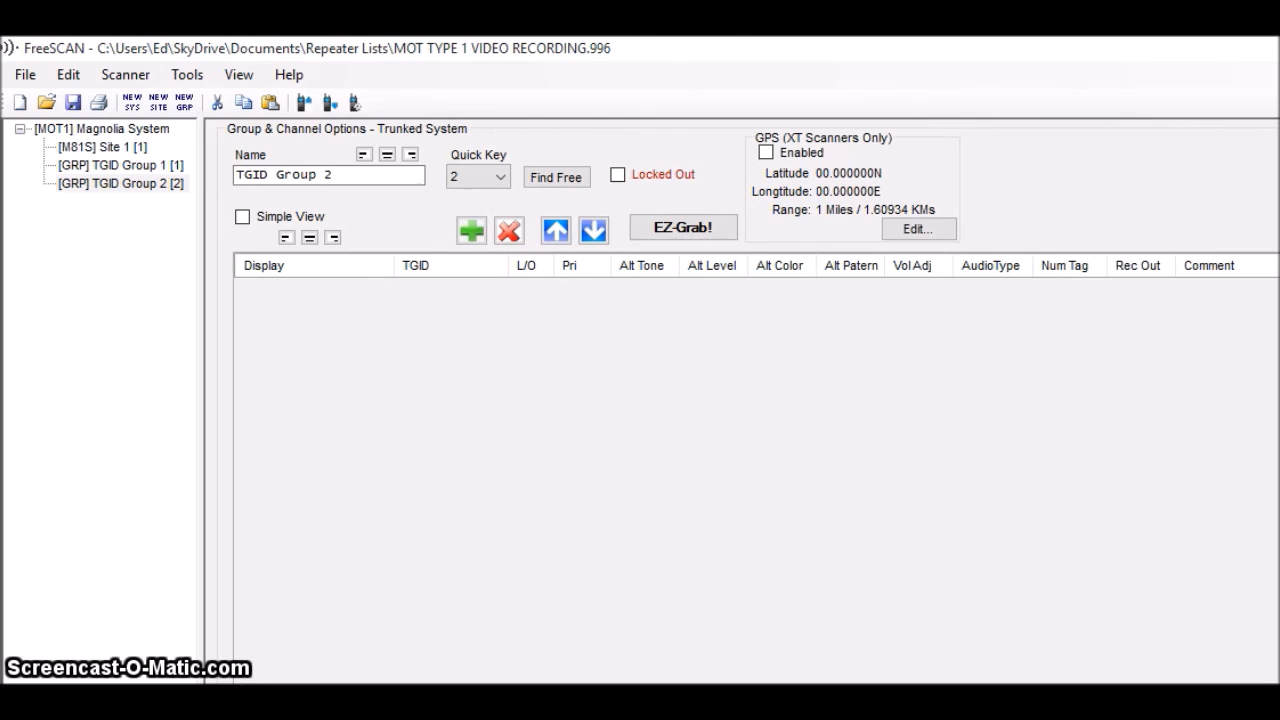 FreeSCAN - C:\Users\Ed\SkyDrive\Documents\Repeater Lists\MOT TYPE 1 VIDEO RECORDING.996
File Edit Scanner Tools View Help
NEW SYS NEW SITE NEW GRP
[MOT1] Magnolia System
[M81S] Site 1 [1]
[GRP] TGID Group 1 [1]
[GRP] TGID Group 2 [2]
Group & Channel Options - Trunked System
Name Quick Key
TGID Group 2 2 Find Free Locked Out
GPS (XT Scanners Only)
Enabled
Latitude 00.000000N
Longtitude: 00.000000E
Range: 1 Miles / 1.60934 KMs
Edit...
Simple View
EZ-Grab!
Display TGID L/O Pri Alt Tone Alt Level Alt Color Alt Patern Vol Adj AudioType Num Tag Rec Out Comment
Screencast-O-Matic.com